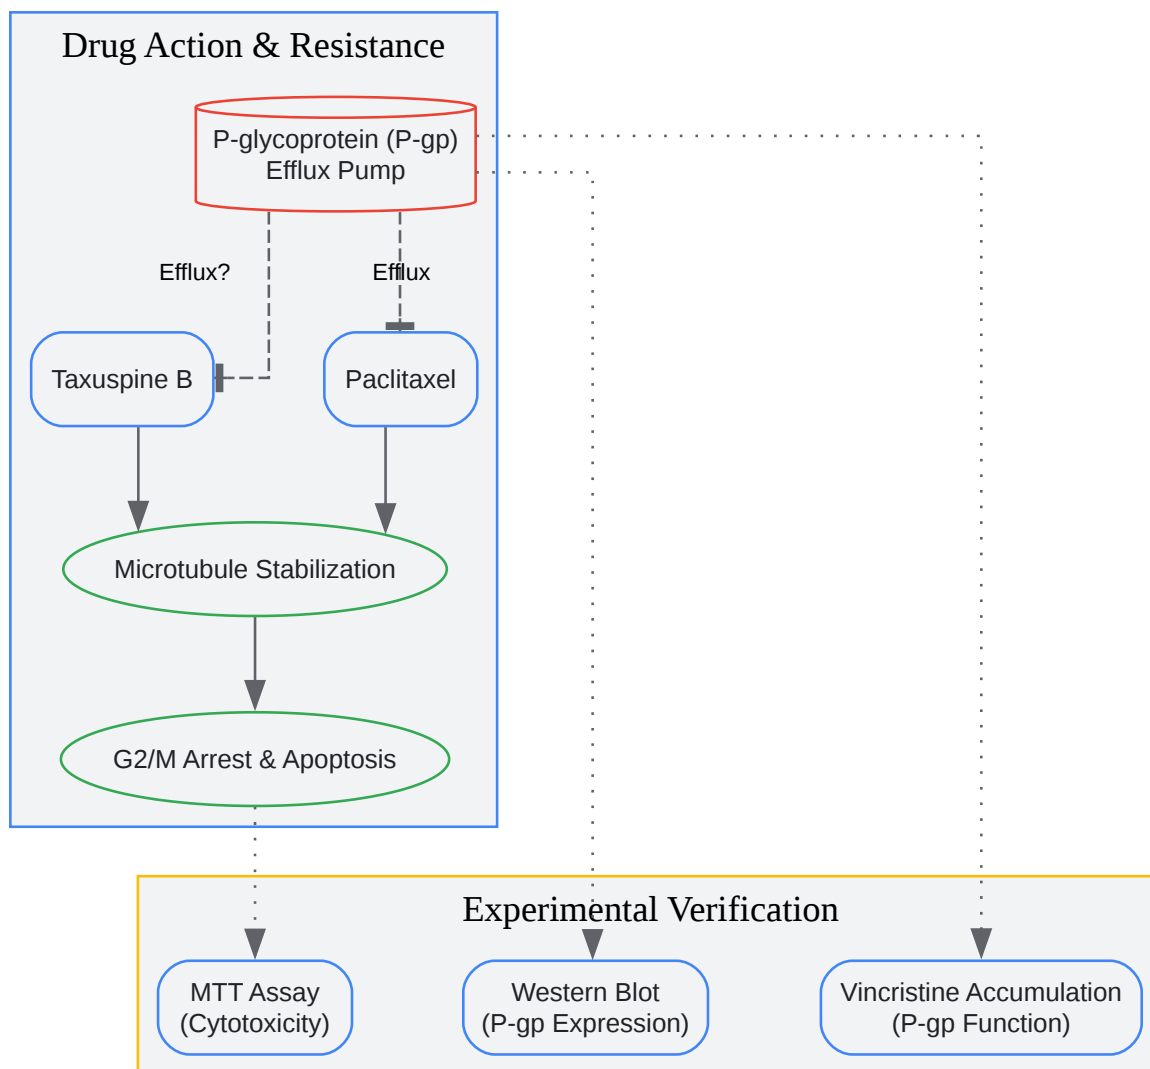 Drug Action & Resistance
P-glycoprotein (P-gp)
Efflux Pump
Efflux?
Efflux
Taxuspine B
Paclitaxel
Microtubule Stabilization
G2/M Arrest & Apoptosis
Experimental Verification
MTT Assay
(Cytotoxicity)
Western Blot
(P-gp Expression)
Vincristine Accumulation
(P-gp Function)